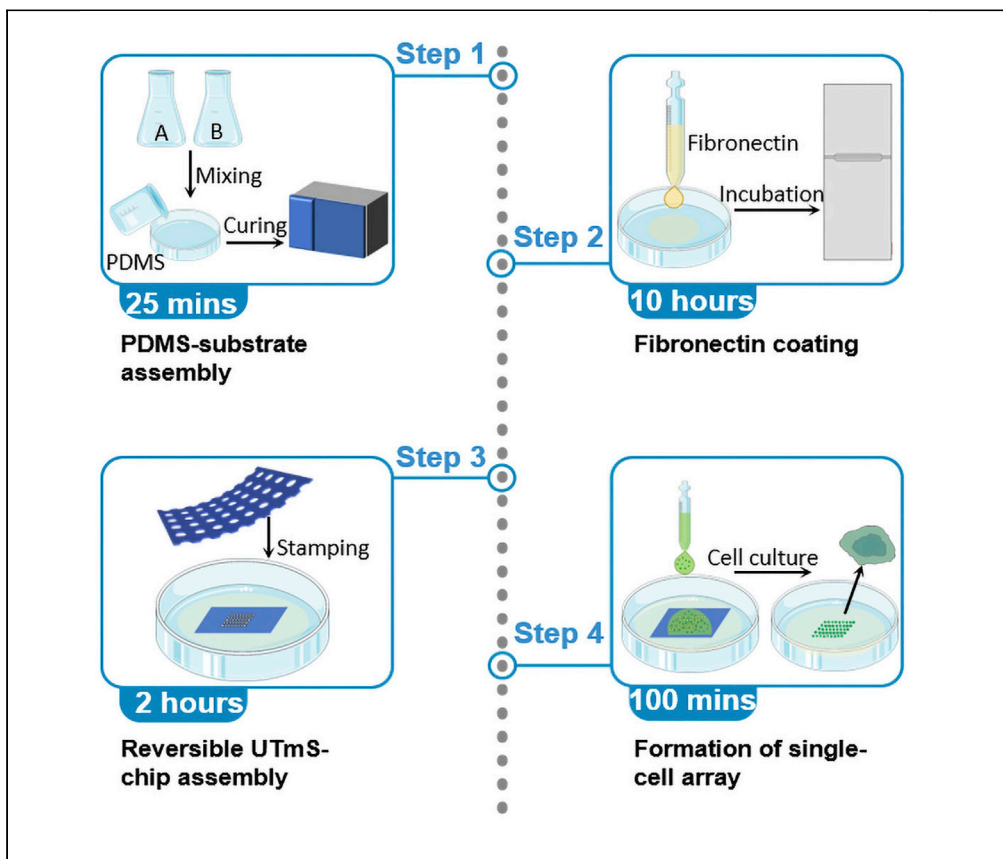 Step 1
A
B
Mixing
Curing
PDMS
25 mins
PDMS-substrate
assembly
Step 2
Fibronectin
Incubation
10 hours
Fibronectin coating
Step 3
Stamping
2 hours
Reversible UTmS-
chip assembly
Step 4
Cell culture
100 mins
Formation of single-
cell array